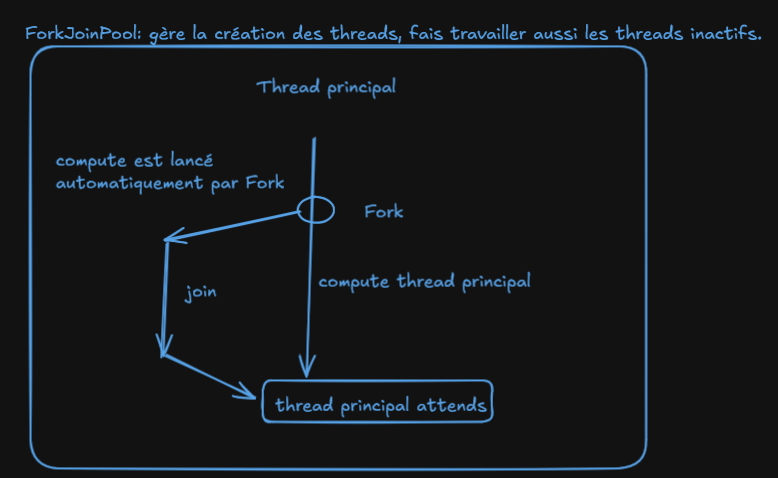 ForkJoinPool: gère la création des threads, fais travailler aussi les threads inactifs.
Thread principal
compute est lancé
automatiquement par Fork
Fork
compute thread principal
join
thread principal attends